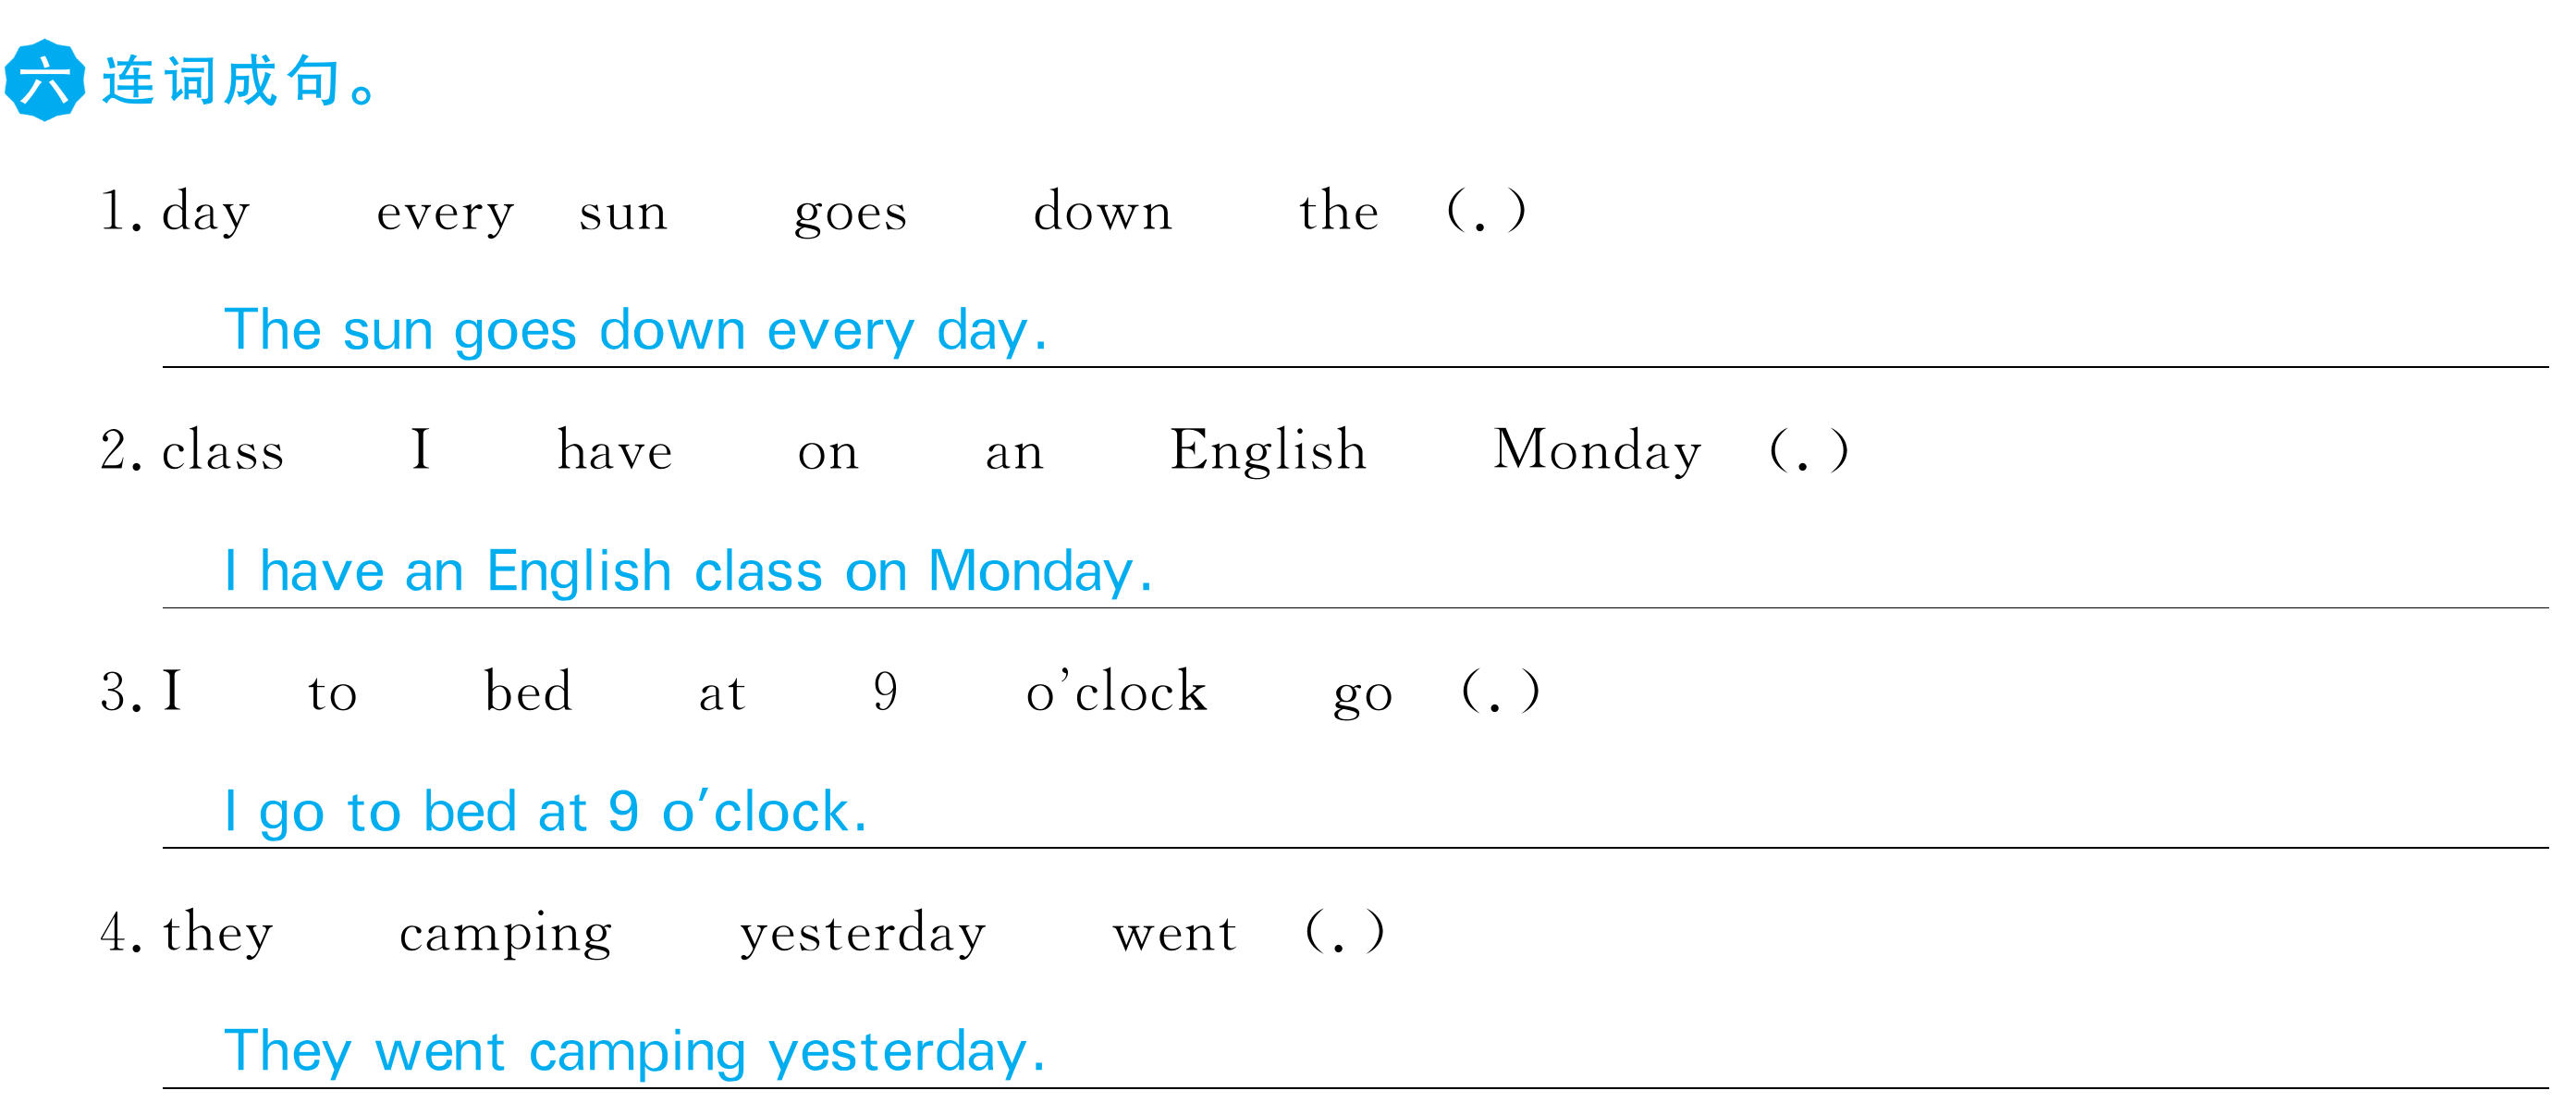 六 连词成句。
1. day every sun goes down the (.)
The sun goes down every day.
2. class I have on an English Monday (.)
I have an English class on Monday.
3. I to bed at 9 o'clock go (.)
I go to bed at 9 o'clock.
4. they camping yesterday went (.)
They went camping yesterday.